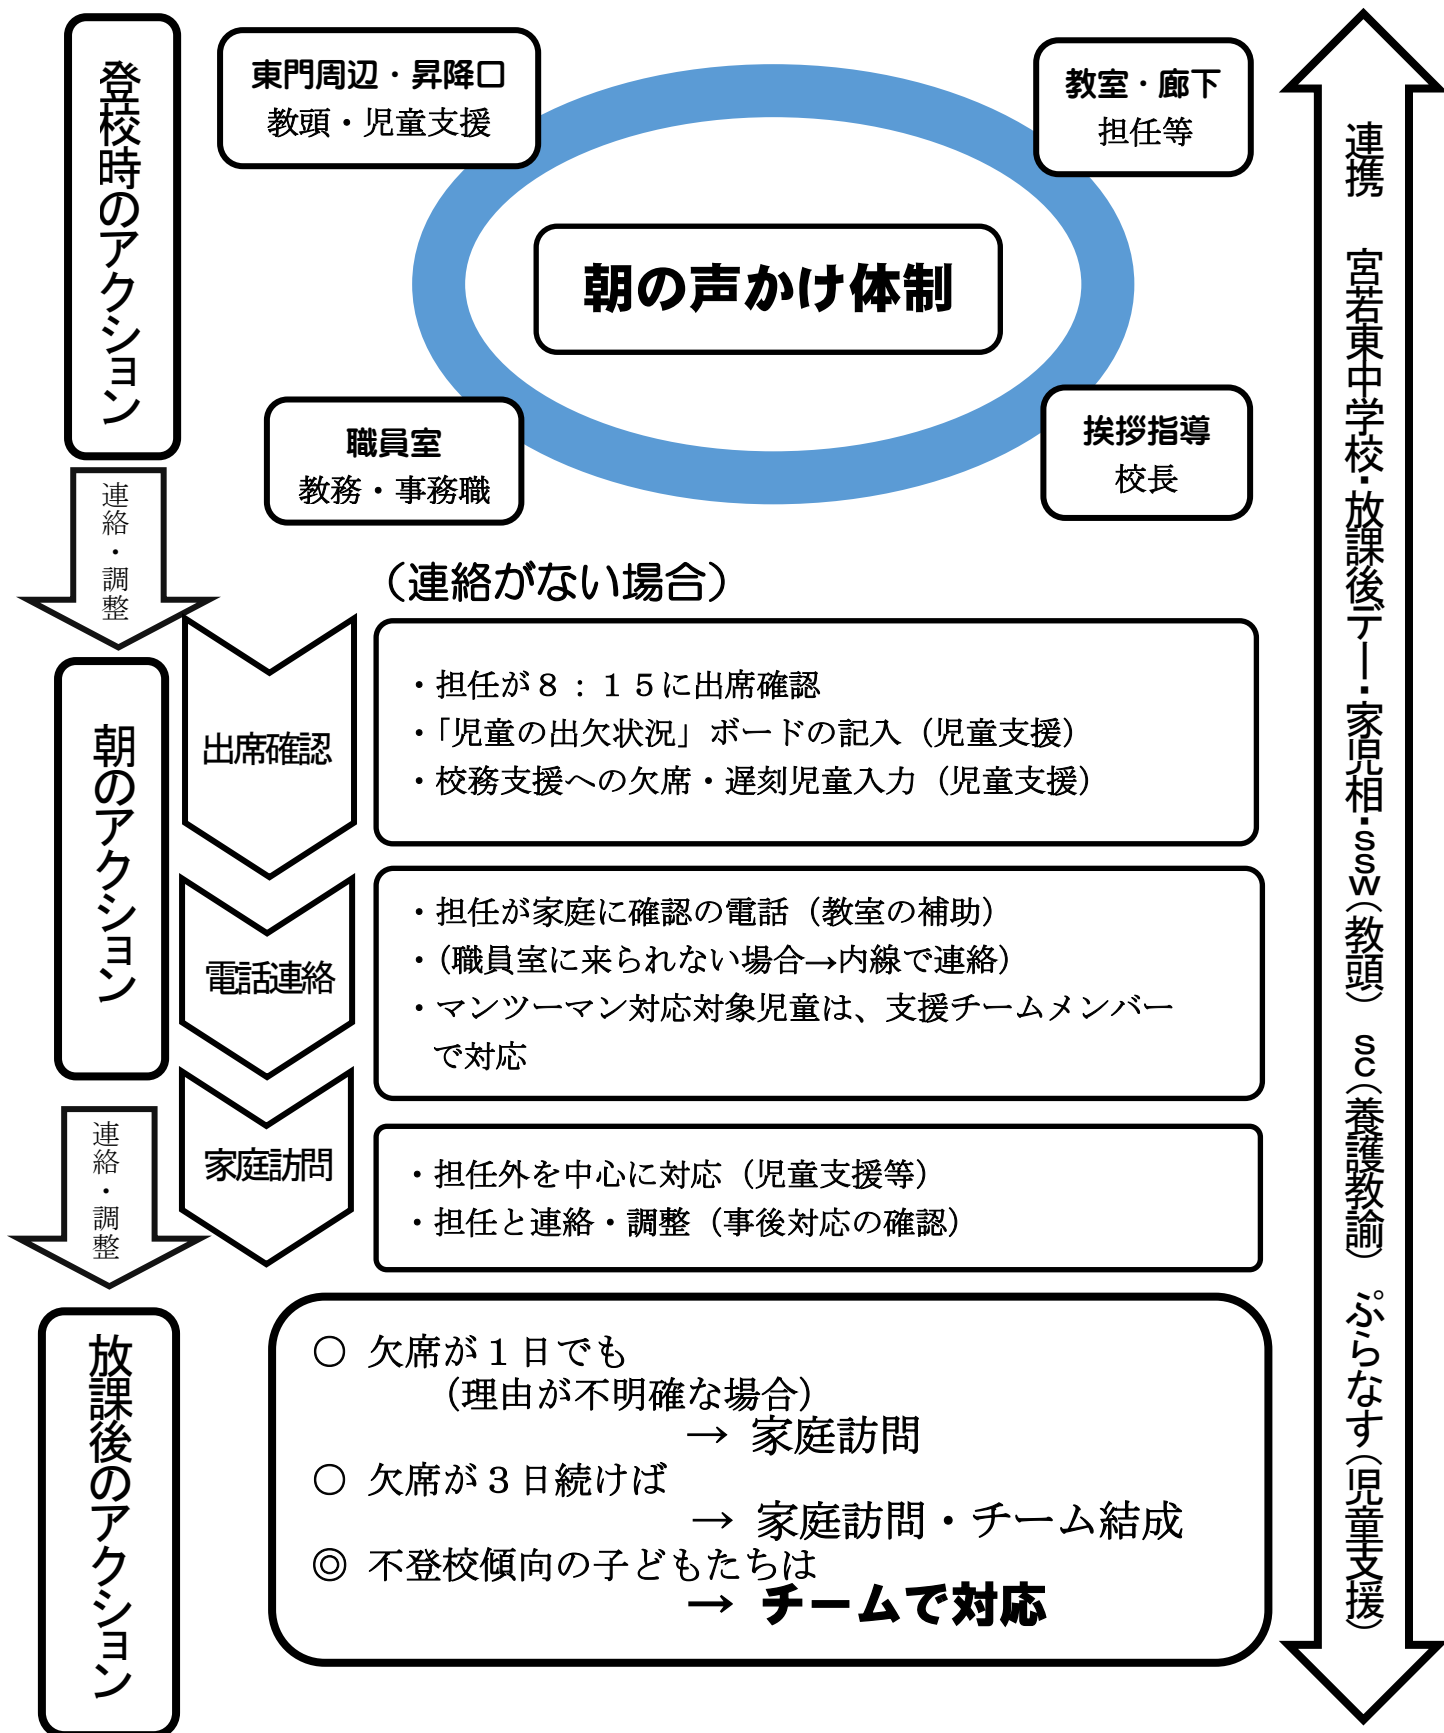 登校時のアクション
東門周辺・昇降口
教頭・児童支援
教室・廊下
担任等
朝の声かけ体制
職員室
教務・事務職
挨拶指導
校長
連絡・調整
（連絡がない場合）
朝のアクション
出席確認
・担任が８：１５に出席確認
・「児童の出欠状況」ボードの記入（児童支援）
・校務支援への欠席・遅刻児童入力（児童支援）
電話連絡
・担任が家庭に確認の電話（教室の補助）
・（職員室に来られない場合→内線で連絡）
・マンツーマン対応対象児童は、支援チームメンバー
で対応
家庭訪問
・担任外を中心に対応（児童支援等）
・担任と連絡・調整（事後対応の確認）
連絡・調整
放課後のアクション
○ 欠席が１日でも
（理由が不明確な場合）
→ 家庭訪問
○ 欠席が３日続けば
→ 家庭訪問・チーム結成
◎ 不登校傾向の子どもたちは
→ チームで対応
連携　宮若東中学校・放課後デー・家児相・ＳＳＷ（教頭）　ＳＣ（養護教諭）　ぷらなす（児童支援）